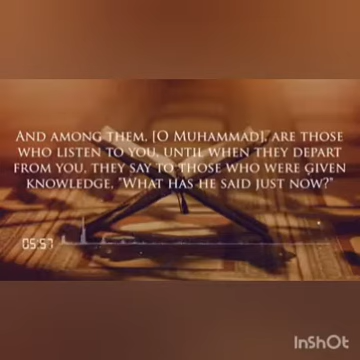 And among them, [O Muhammad], are those
who listen to you, until when they depart
from you, they say to those who were given
knowledge, "What has he said just now?"
05:57
InShOt